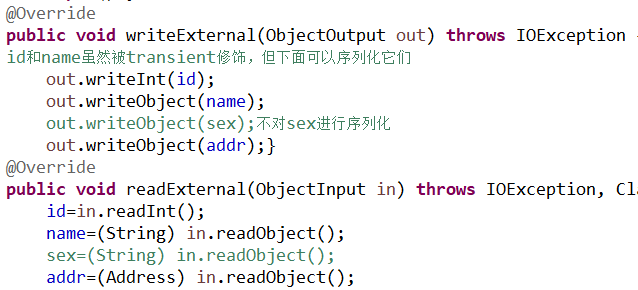 @Override
public void writeExternal(ObjectOutput out) throws IOException
id和name虽然被transient修饰，但下面可以序列化它们
out.writeInt(id);
out.writeObject(name);
out.writeObject(sex);不对sex进行序列化
out.writeObject(addr);}
@Override
public void readExternal(ObjectInput in) throws IOException, Cl
id=in.readInt();
name=(String) in.readObject();
sex=(String) in.readObject();
addr=(Address) in.readObject();